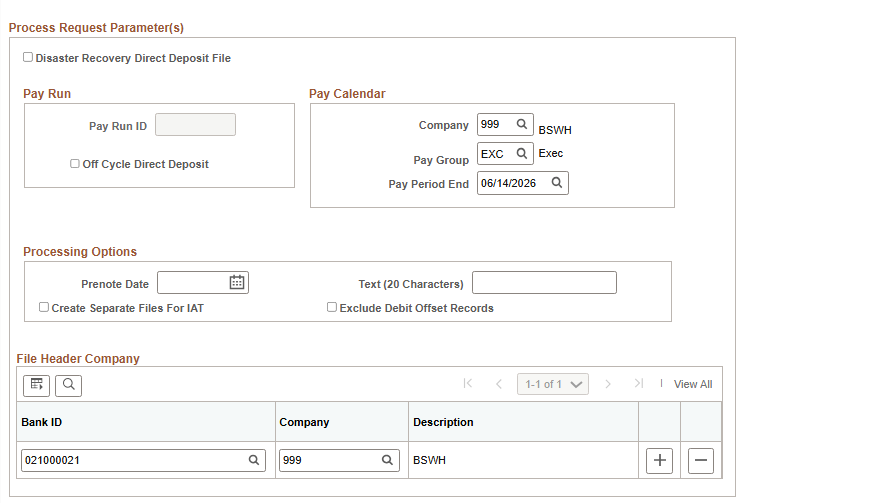 Process Request Parameter(s)
Disaster Recovery Direct Deposit File
Pay Run
Pay Calendar
Pay Run ID
Off Cycle Direct Deposit
Company 999 BSWH
Pay Group EXC Exec
Pay Period End 06/14/2026
Processing Options
Prenote Date
Text (20 Characters)
Create Separate Files For IAT
Exclude Debit Offset Records
File Header Company
1-1 of 1
View All
Bank ID Company Description
021000021 999 BSWH